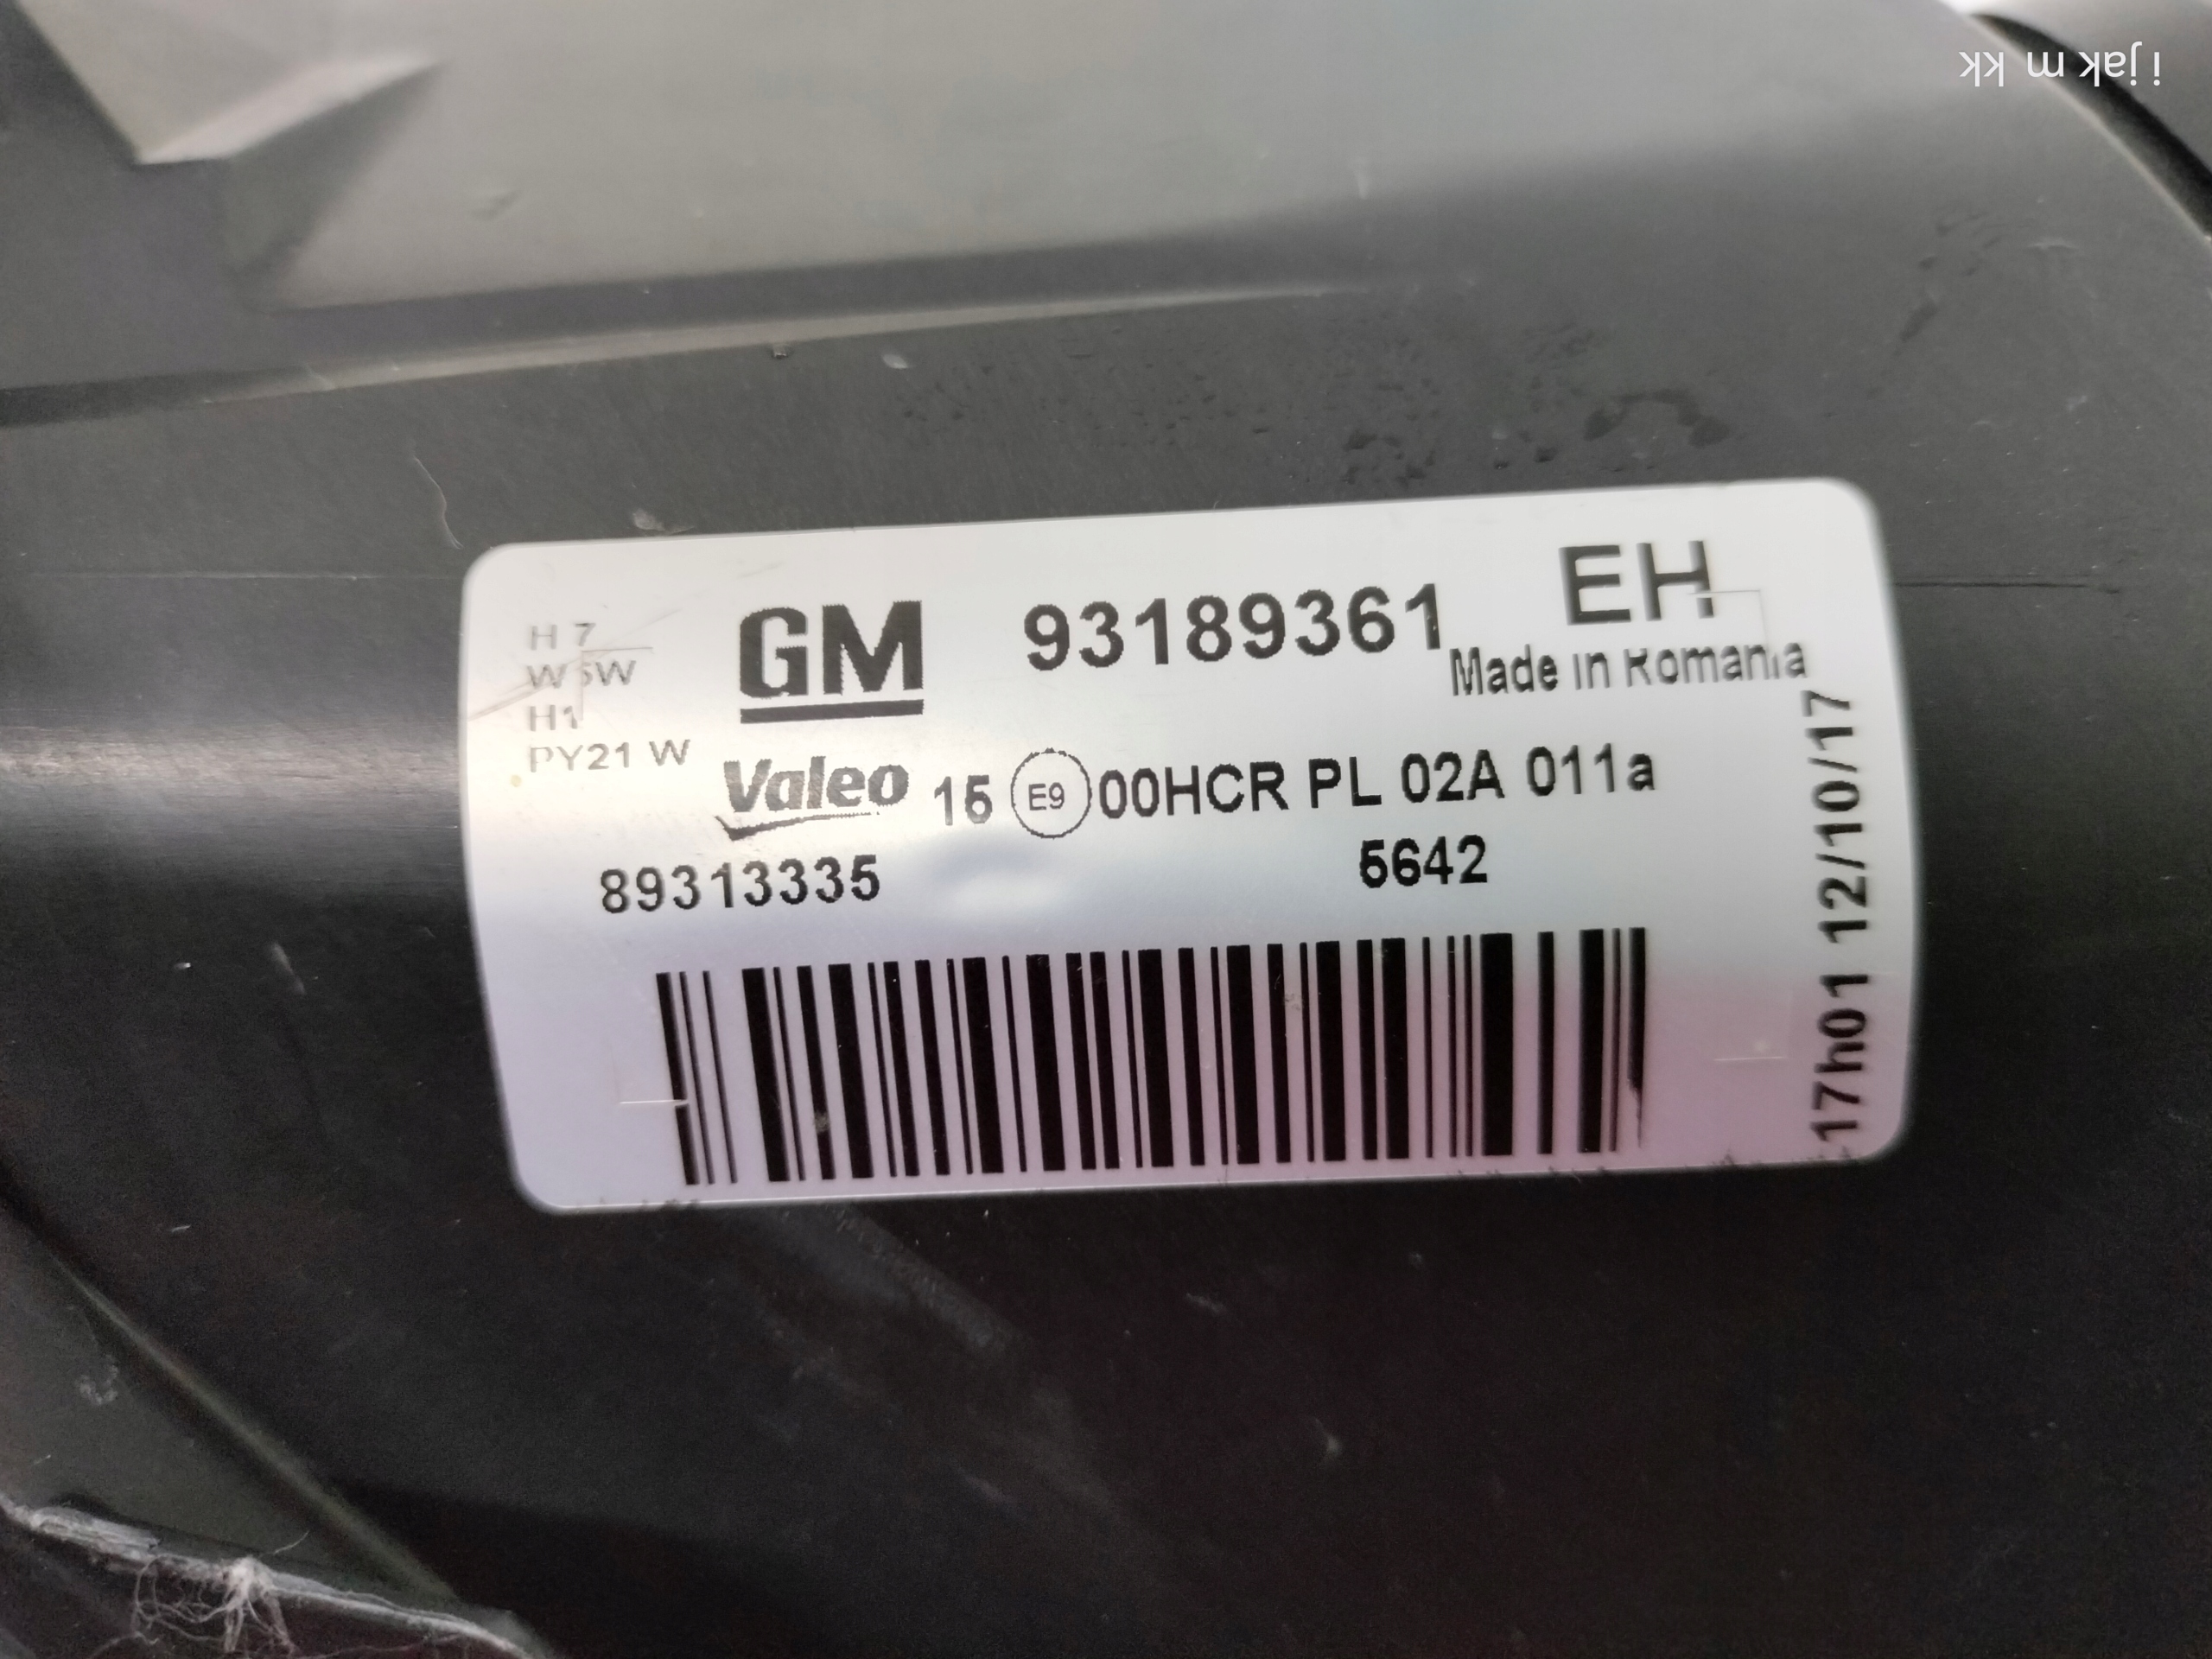 i jak m kk
H 7
W5W
H1
PY21 W
GM
93189361
EH
Made in Romania
Valeo
15 E9 00HCR PL 02A 011a
89313335
5642
17h01 12/10/17